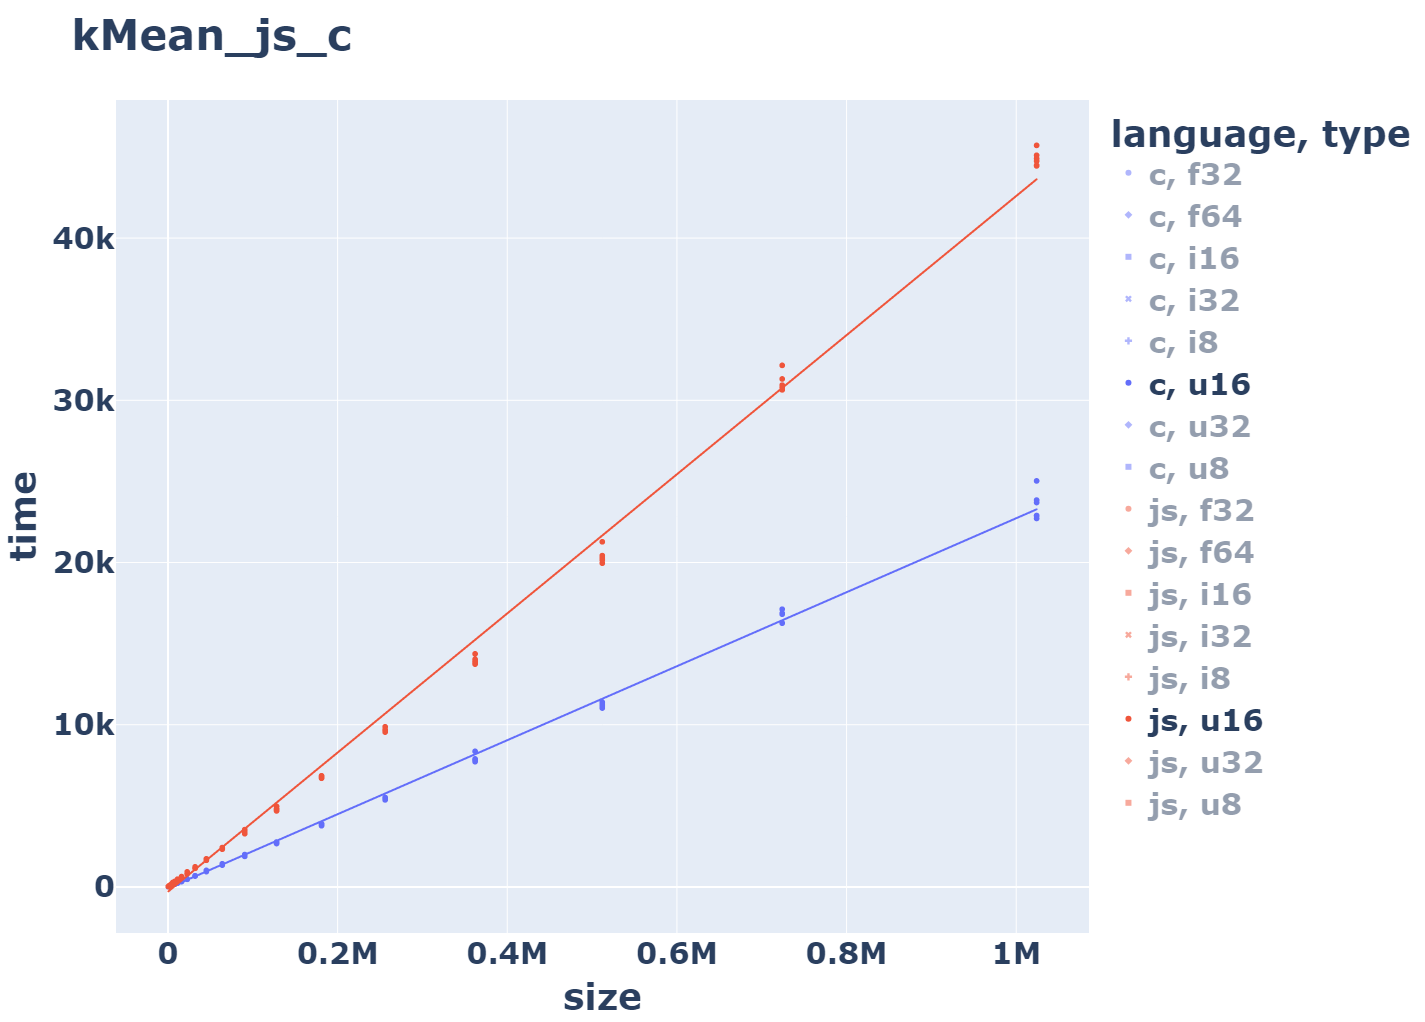 kMean_js_c
language, type
c, f32
c, f64
c, i16
c, i32
c, i8
c, u16
c, u32
c, u8
js, f32
js, f64
js, i16
js, i32
js, i8
js, u16
js, u32
js, u8
time
40k
30k
20k
10k
0
0
0.2M
0.4M
0.6M
0.8M
1M
size